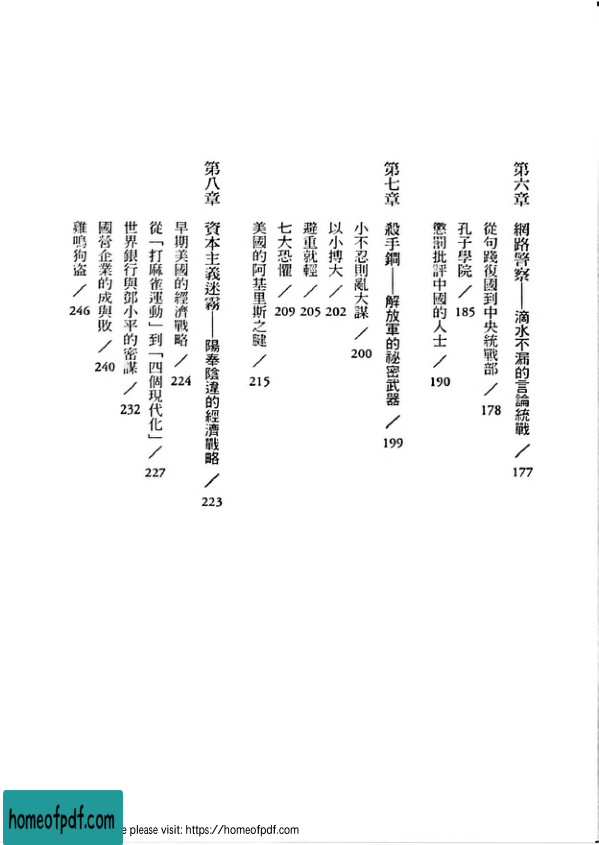 第六章 網路警察——滴水不漏的言論統戰／177
從句踐復國到中央統戰部／178
孔子學院／185
懲罰批評中國的人士／190
第七章 殺手鐧——解放軍的祕密武器／199
小不忍則亂大謀／200
以小搏大／202
避重就輕／205
七大恐懼／209
美國的阿基里斯之腱／215
第八章 資本主義迷霧——陽奉陰違的經濟戰略／223
早期美國的經濟戰略／224
從「打麻雀運動」到「四個現代化」／227
世界銀行與鄧小平的密謀／232
國營企業的成與敗／240
雞鳴狗盜／246
homeofpdf.com
e please visit: https://homeofpdf.com